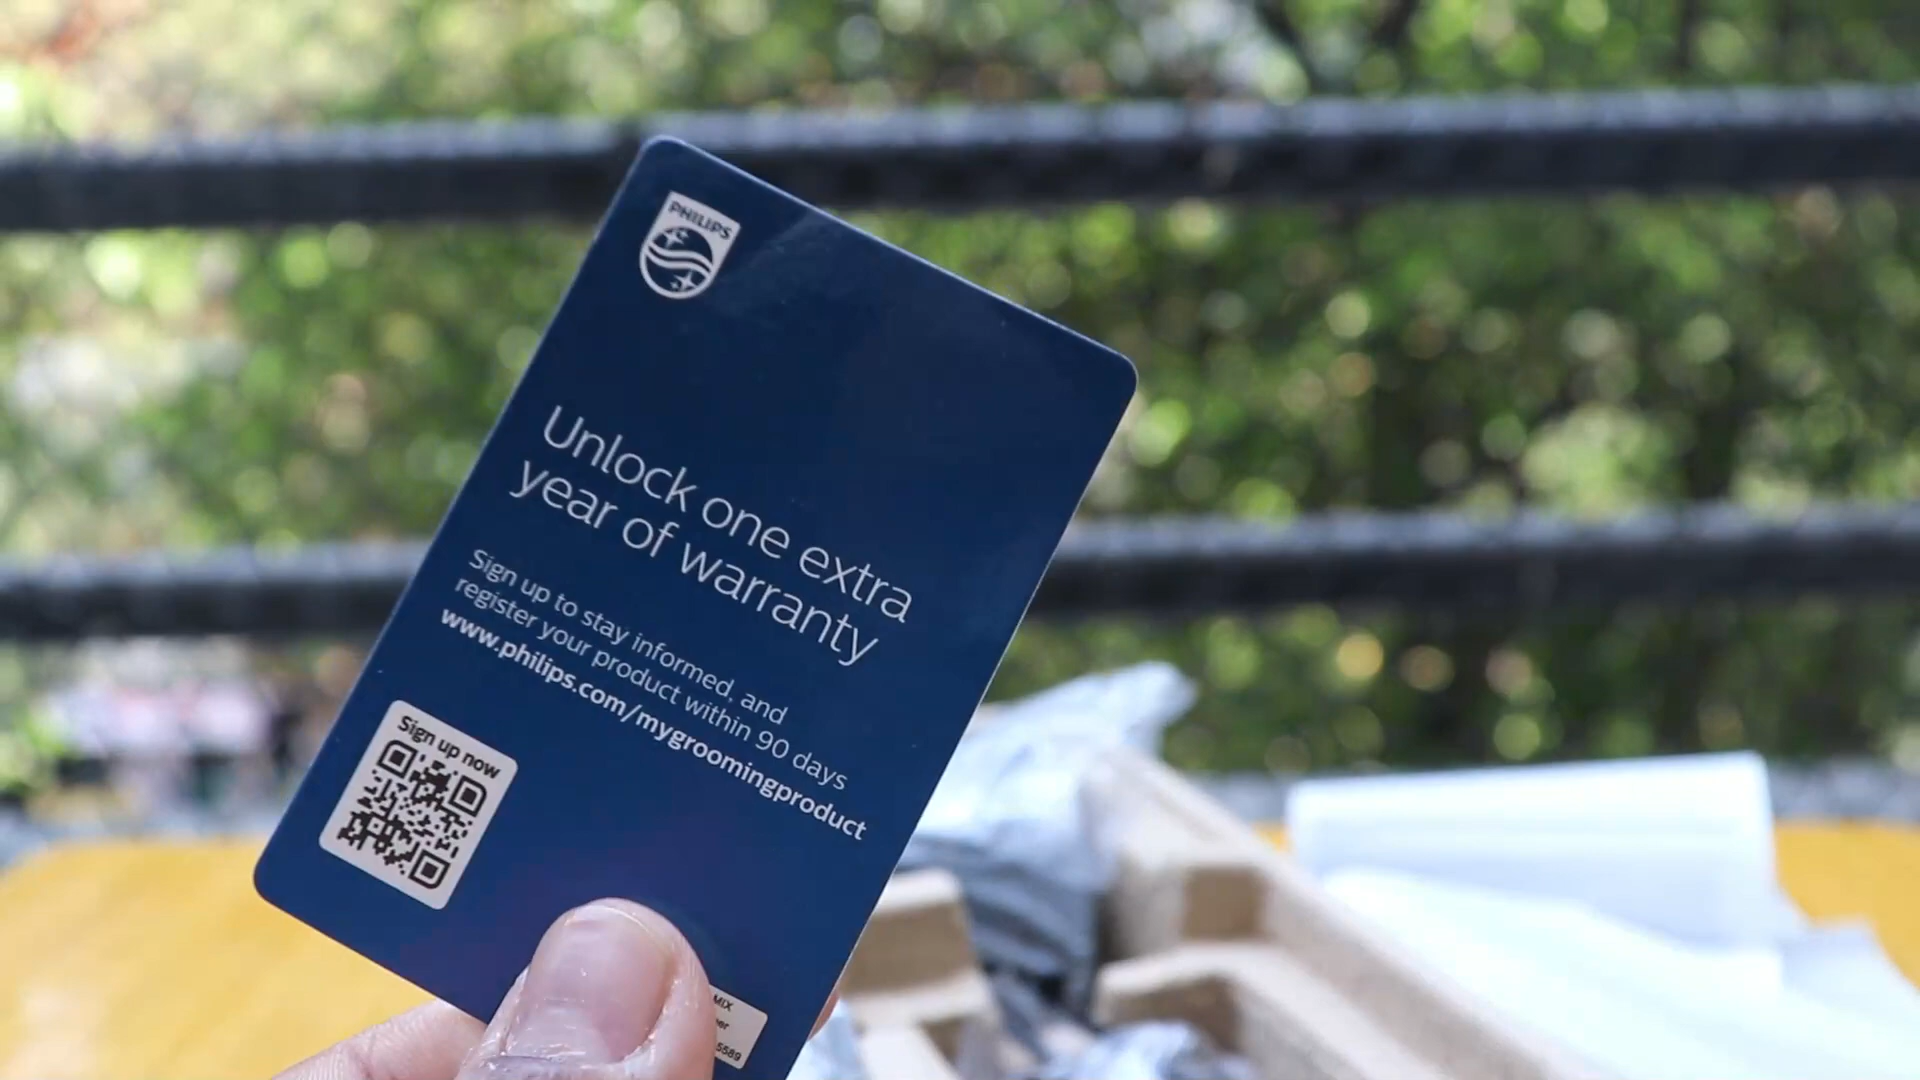 PHILIPS
Unlock one extra
year of warranty
Sign up to stay informed, and
register your product within 90 days
www.philips.com/mygroomingproduct
Sign up now
MIX
5589